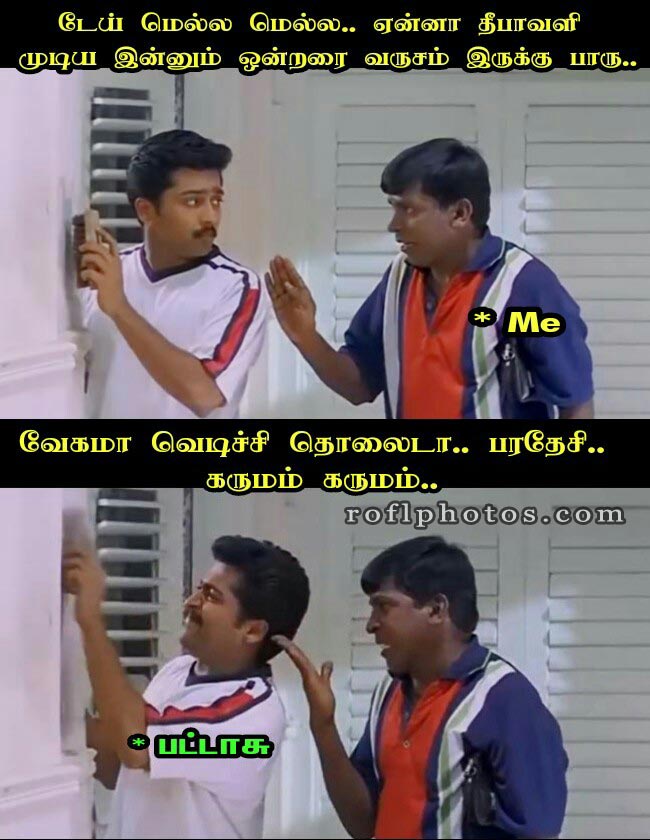 டேய் மெல்ல மெல்ல.. ஏன்னா தீபாவளி
முடிய இன்னும் ஒன்றரை வருசம் இருக்கு பாரு..
* Me
வேகமா வெடிச்சி தொலைடா.. பரதேசி..
கருமம் கருமம்..
roflphotos.com
* பட்டாசு